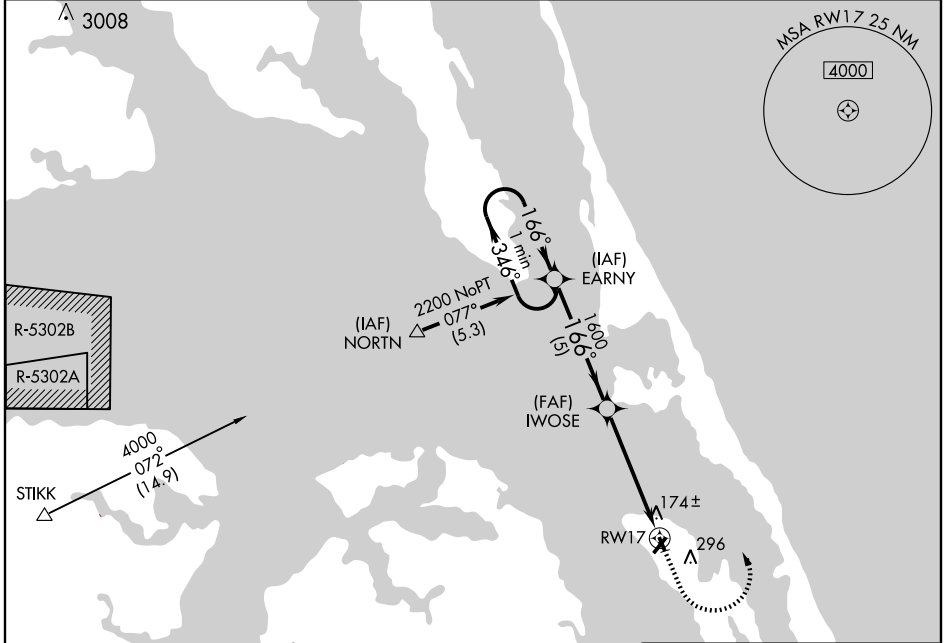 3008
MSA RW17 25 NM
4000
166°
1 min
346°
(IAF)
EARNY
2200 NoPT
077°
(5.3)
(IAF)
NORTN
1600
166°
(5)
R-5302B
R-5302A
(FAF)
IWOSE
4000
072°
(14.9)
STIKK
174±
RW17
296